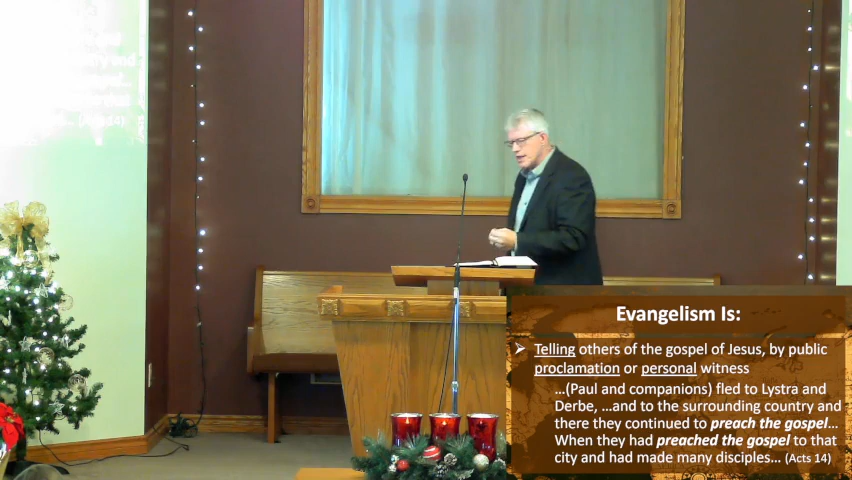 Evangelism Is:
➤ Telling others of the gospel of Jesus, by public
proclamation or personal witness
…(Paul and companions) fled to Lystra and
Derbe, …and to the surrounding country and
there they continued to preach the gospel…
When they had preached the gospel to that
city and had made many disciples… (Acts 14)